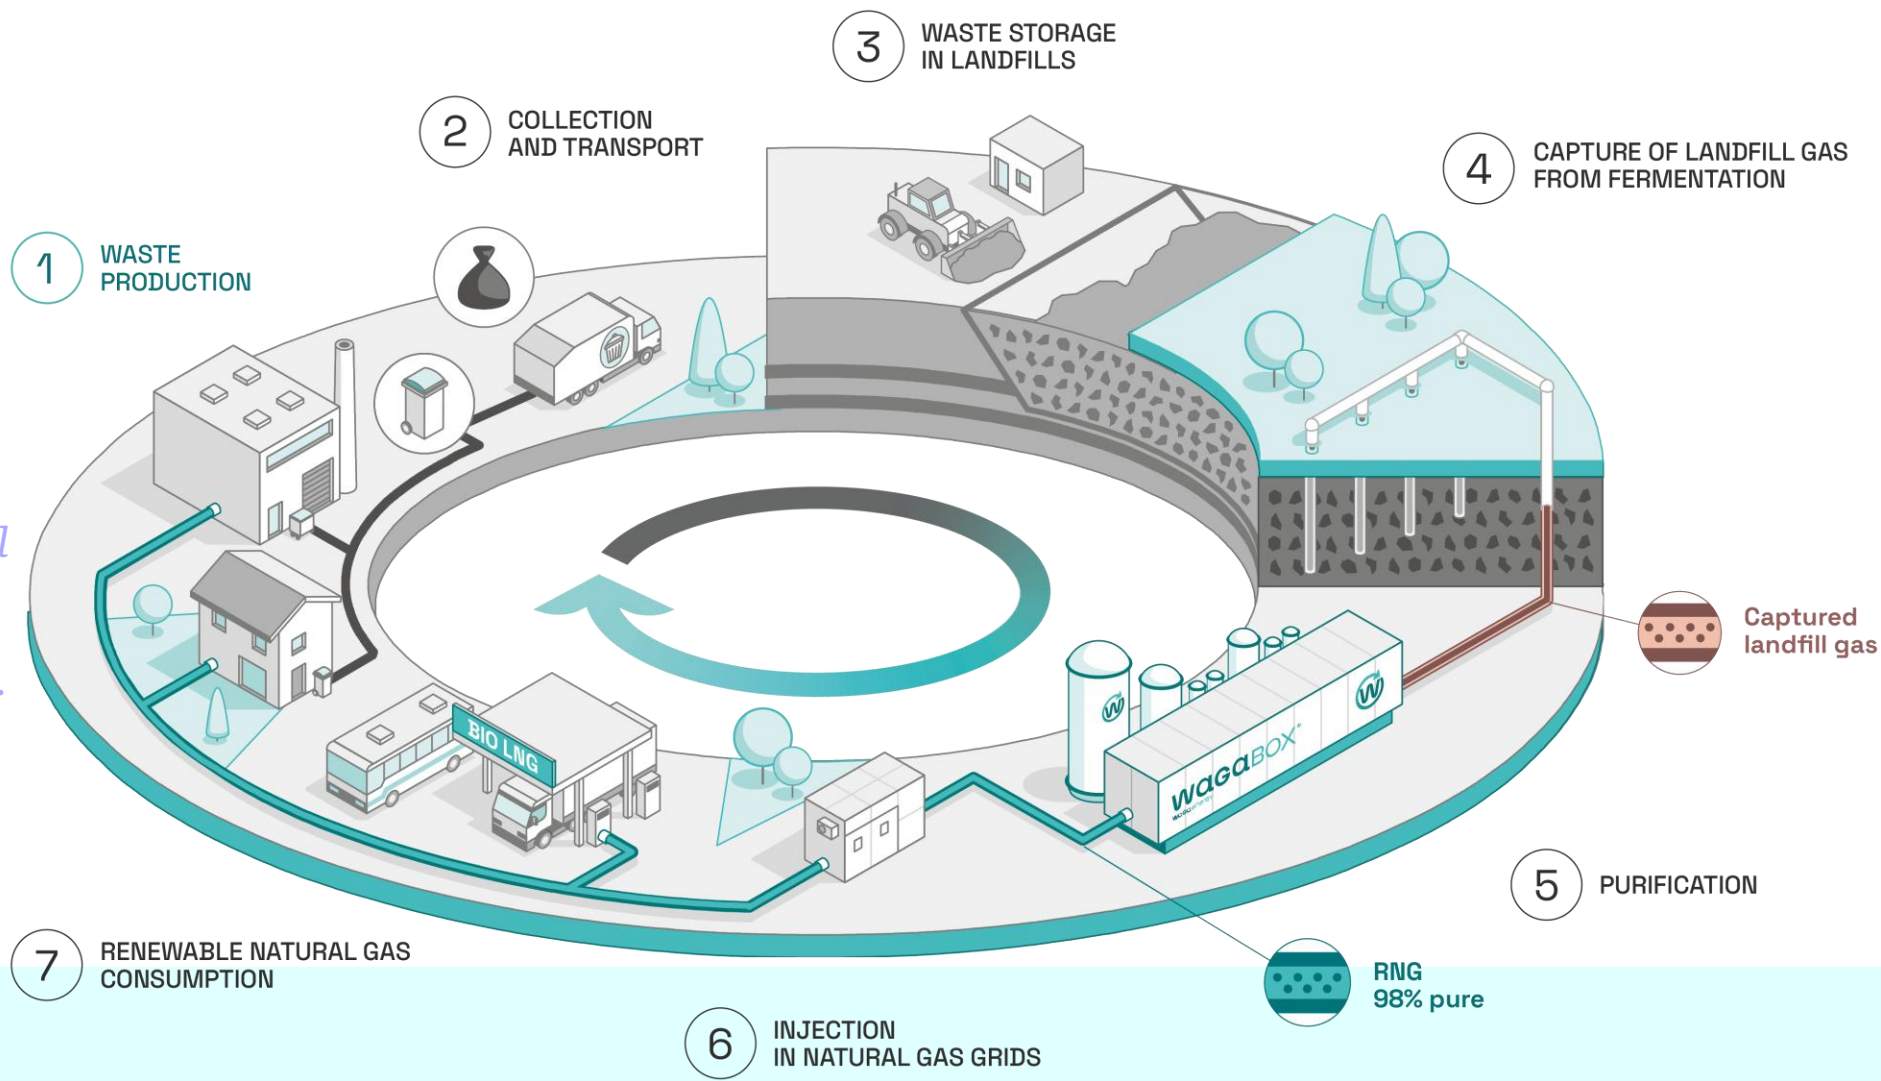 3
WASTE STORAGE
IN LANDFILLS
2
COLLECTION
AND TRANSPORT
4
CAPTURE OF LANDFILL GAS
FROM FERMENTATION
1
WASTE
PRODUCTION
l
.
Captured
landfill gas
BIO LNG
W
W
WAGABOX®
5
PURIFICATION
7
RENEWABLE NATURAL GAS
CONSUMPTION
RNG
98% pure
6
INJECTION
IN NATURAL GAS GRIDS